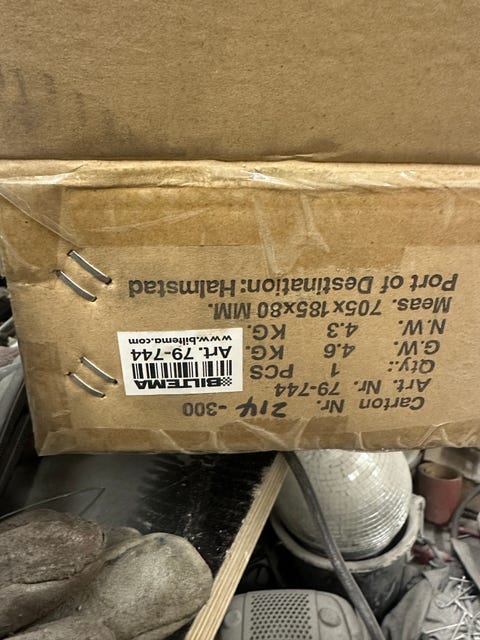 Carton Nr. 214 -300
Art. Nr. 79-744
Qty.: 1 PCS
G.W. 4.6 KG.
N.W. 4.3 KG.
Meas. 705x185x80 MM.
Port of Destination: Halmstad
BILTEMA
Art. 79-744
www.biltema.com